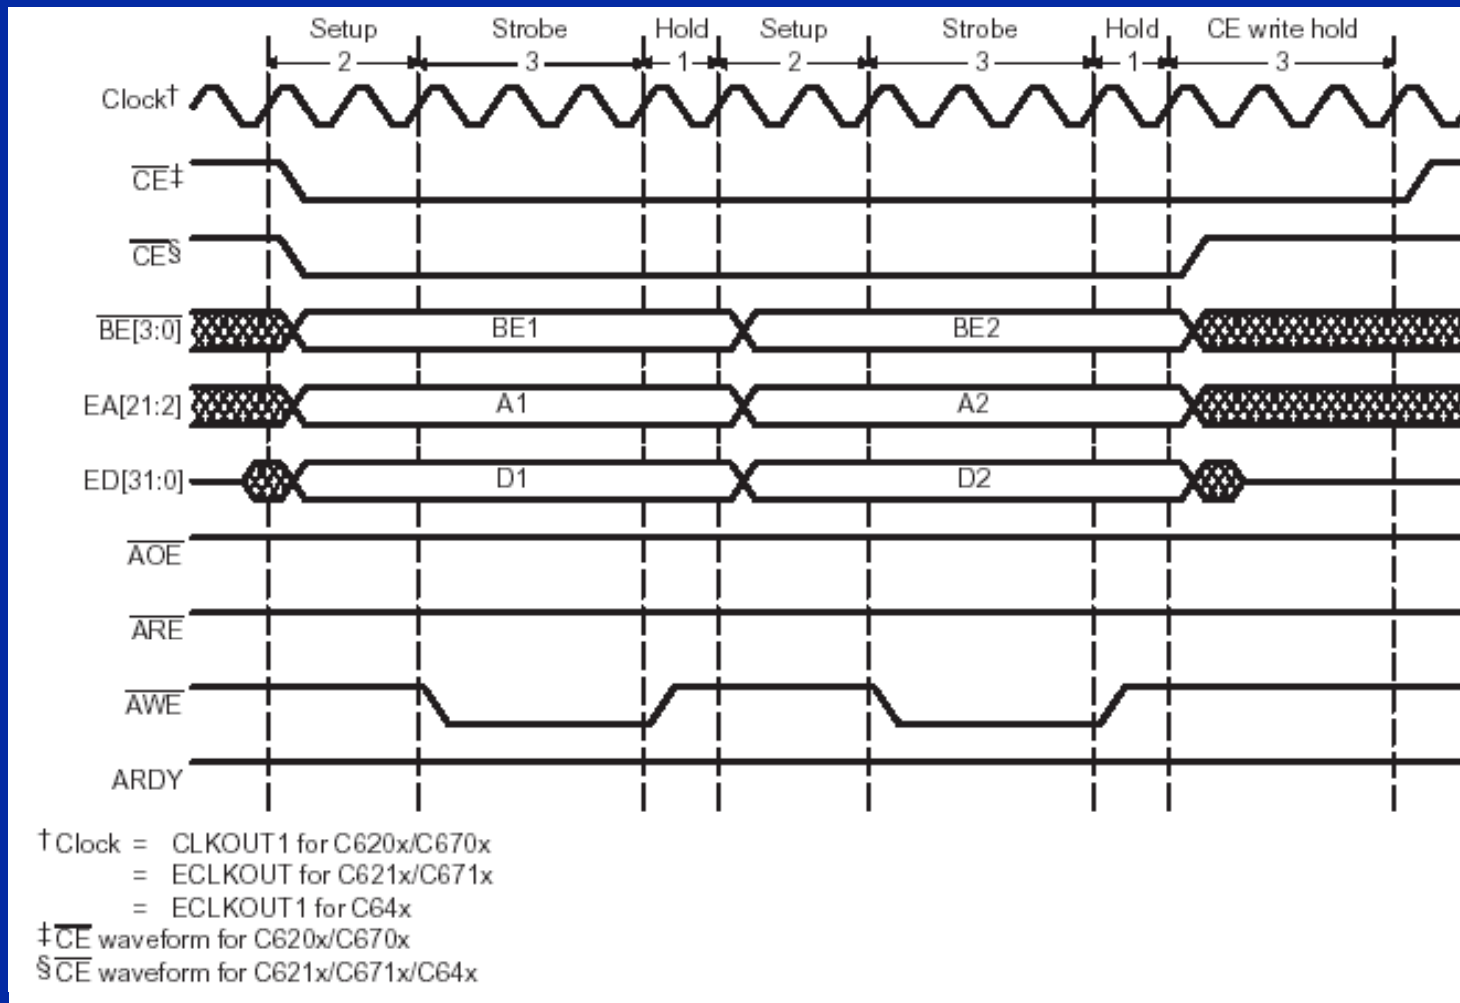 Setup Strobe Hold Setup Strobe Hold CE write hold
2 3 1 2 3 1 3
Clock†
CE‡
CE§
BE[3:0] BE1 BE2
EA[21:2] A1 A2
ED[31:0] D1 D2
AOE
ARE
AWE
ARDY
† Clock = CLKOUT1 for C620x/C670x
= ECLKOUT for C621x/C671x
= ECLKOUT1 for C64x
‡ CE waveform for C620x/C670x
§ CE waveform for C621x/C671x/C64x